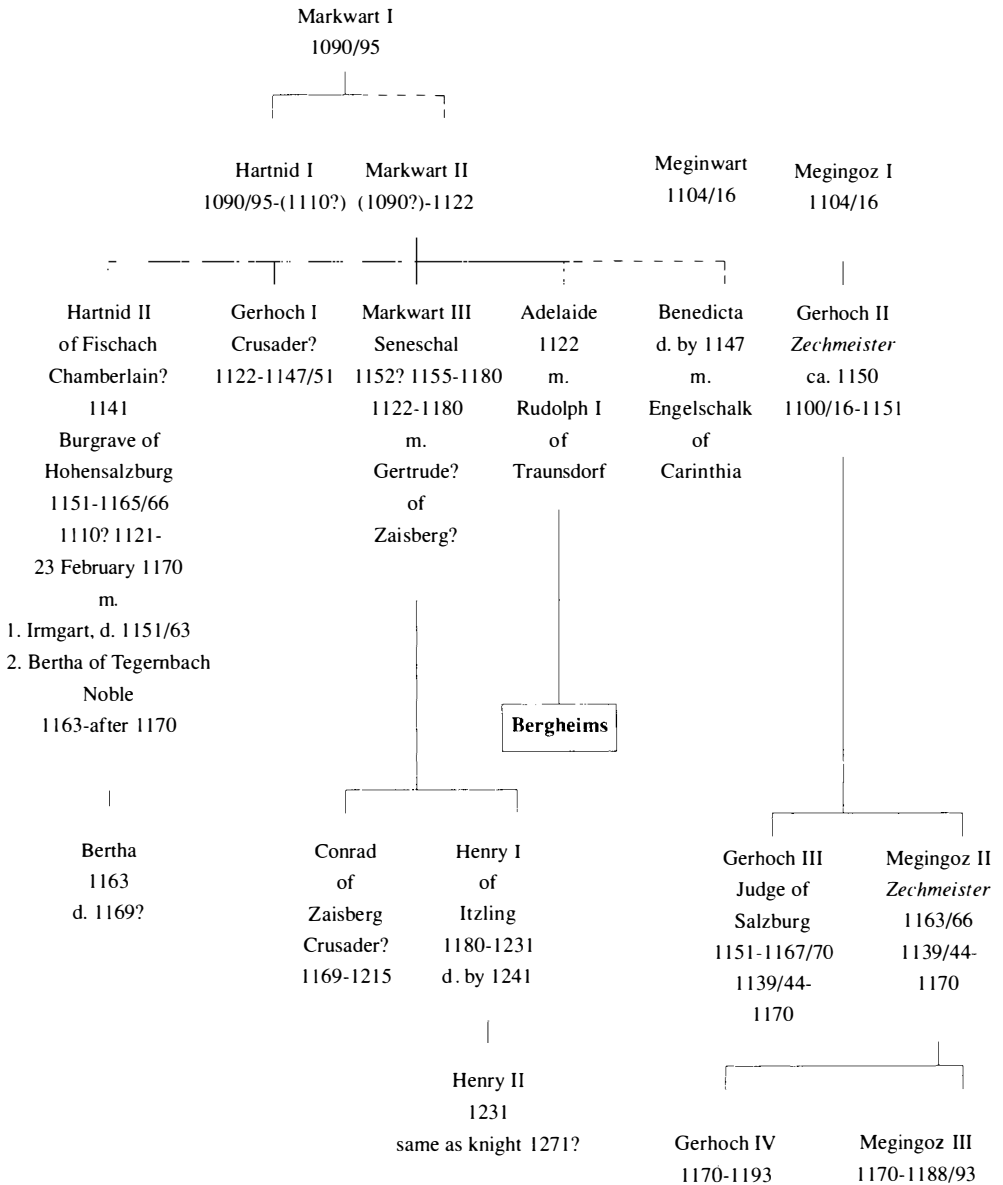 Markwart I
1090/95
Hartnid I
1090/95-(1110?)
Markwart II
(1090?)-1122
Meginwart
1104/16
Megingoz I
1104/16
Hartnid II
of Fischach
Chamberlain?
1141
Burgrave of
Hohensalzburg
1151-1165/66
1110? 1121-
23 February 1170
m.
1. Irmgart, d. 1151/63
2. Bertha of Tegernbach
Noble
1163-after 1170
Gerhoch I
Crusader?
1122-1147/51
Markwart III
Seneschal
1152? 1155-1180
1122-1180
m.
Gertrude?
of
Zaisberg?
Adelaide
1122
m.
Rudolph I
of
Traunsdorf
Benedicta
d. by 1147
m.
Engelschalk
of
Carinthia
Gerhoch II
Zechmeister
ca. 1150
1100/16-1151
Bergheims
Bertha
1163
d. 1169?
Conrad
of
Zaisberg
Crusader?
1169-1215
Henry I
of
Itzling
1180-1231
d. by 1241
Gerhoch III
Judge of
Salzburg
1151-1167/70
1139/44-
1170
Megingoz II
Zechmeister
1163/66
1139/44-
1170
Henry II
1231
same as knight 1271?
Gerhoch IV
1170-1193
Megingoz III
1170-1188/93